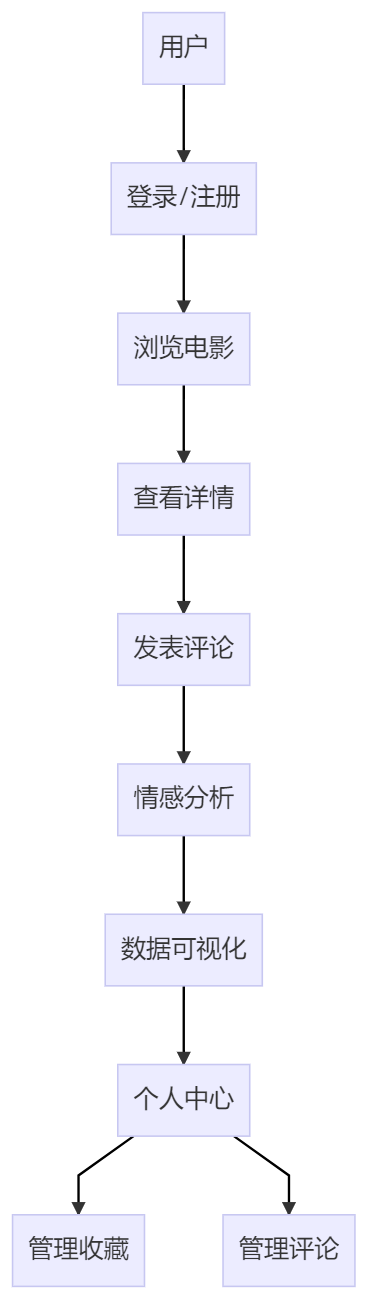 用户
登录/注册
浏览电影
查看详情
发表评论
情感分析
数据可视化
个人中心
管理收藏
管理评论